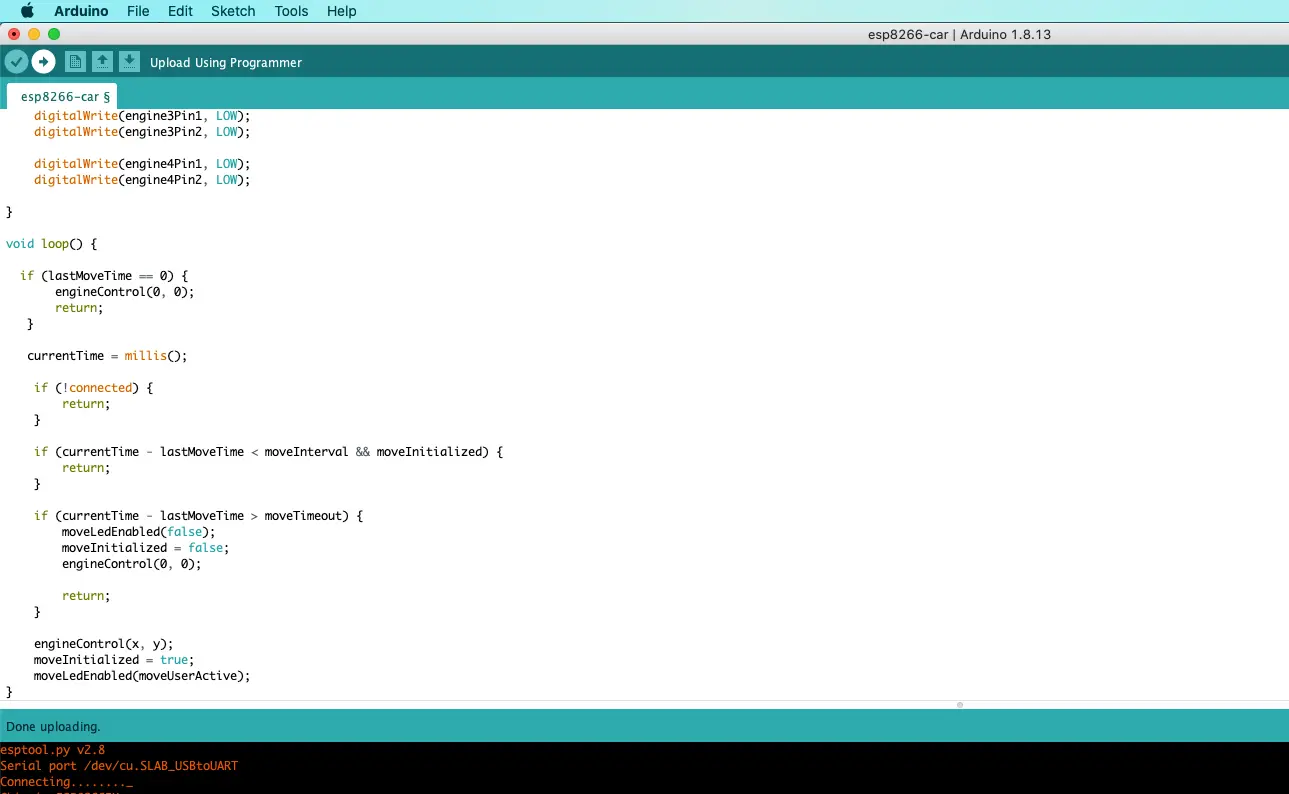 Arduino File Edit Sketch Tools Help
esp8266-car | Arduino 1.8.13
Upload Using Programmer
esp8266-car §
digitalWrite(engine3Pin1, LOW);
digitalWrite(engine3Pin2, LOW);
digitalWrite(engine4Pin1, LOW);
digitalWrite(engine4Pin2, LOW);
}
void loop() {
if (lastMoveTime == 0) {
engineControl(0, 0);
return;
}
currentTime = millis();
if (!connected) {
return;
}
if (currentTime - lastMoveTime < moveInterval && moveInitialized) {
return;
}
if (currentTime - lastMoveTime > moveTimeout) {
moveLedEnabled(false);
moveInitialized = false;
engineControl(0, 0);
return;
}
engineControl(x, y);
moveInitialized = true;
moveLedEnabled(moveUserActive);
}
Done uploading.
esptool.py v2.8
Serial port /dev/cu.SLAB_USBtoUART
Connecting........_